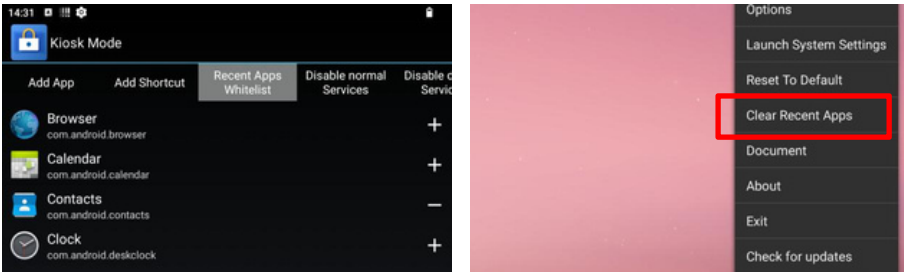 14:31
Kiosk Mode
Add App
Add Shortcut
Recent Apps
Whitelist
Disable normal
Services
Disable
Servic
Browser
com.android.browser
Calendar
com.android.calendar
Contacts
com.android.contacts
Clock
com.android.deskclock
Options
Launch System Settings
Reset To Default
Clear Recent Apps
Document
About
Exit
Check for updates